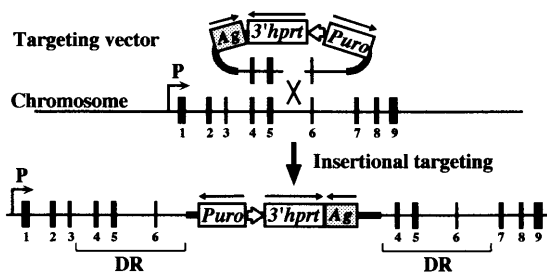 Ag 3'hprt Puro
Targeting vector
P
Chromosome
1 2 3 4 5 6 7 8 9
Insertional targeting
P
Puro 3'hprt Ag
1 2 3 4 5 6 4 5 6 7 8 9
DR DR